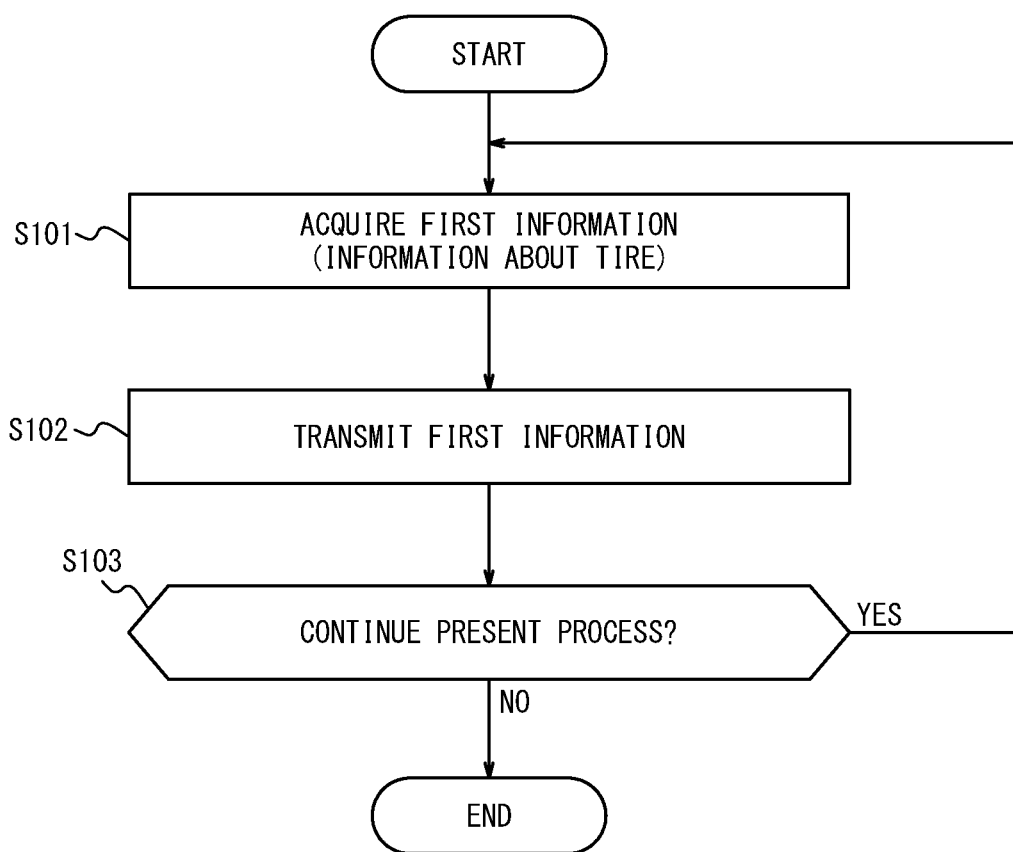 START
S101
ACQUIRE FIRST INFORMATION
(INFORMATION ABOUT TIRE)
S102
TRANSMIT FIRST INFORMATION
S103
CONTINUE PRESENT PROCESS?
YES
NO
END